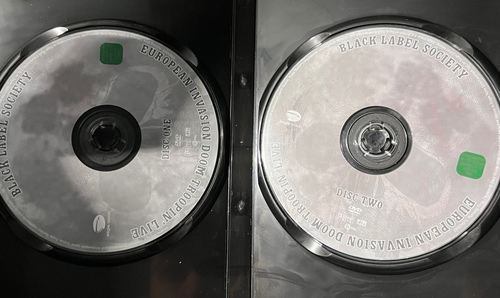 BLACK LABEL SOCIETY
EUROPEAN INVASION DOOM TROOPIN LIVE
DISC ONE
BLACK LABEL SOCIETY
EUROPEAN INVASION DOOM TROOPIN LIVE
DISC TWO